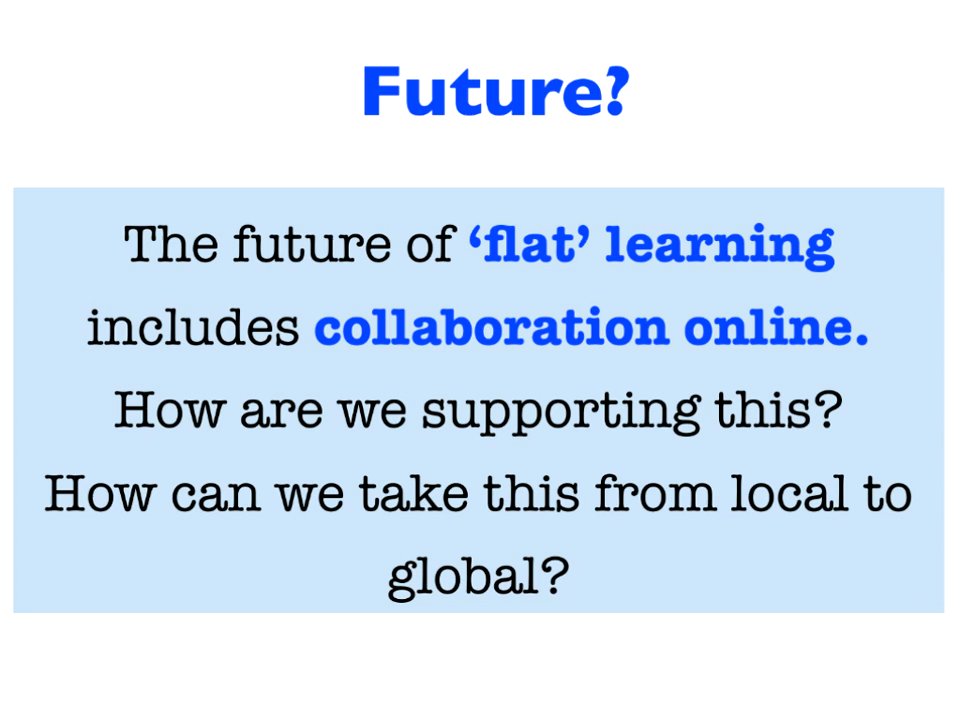 Future?
The future of ‘flat’ learning
includes collaboration online.
How are we supporting this?
How can we take this from local to
global?